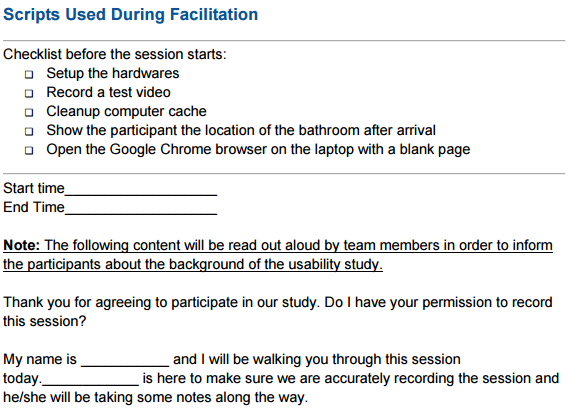 Scripts Used During Facilitation
Checklist before the session starts:
❑ Setup the hardwares
❑ Record a test video
❑ Cleanup computer cache
❑ Show the participant the location of the bathroom after arrival
❑ Open the Google Chrome browser on the laptop with a blank page
Start time____________________
End Time____________________
Note: The following content will be read out aloud by team members in order to inform
the participants about the background of the usability study.
Thank you for agreeing to participate in our study. Do I have your permission to record
this session?
My name is ____________ and I will be walking you through this session
today.____________ is here to make sure we are accurately recording the session and
he/she will be taking some notes along the way.